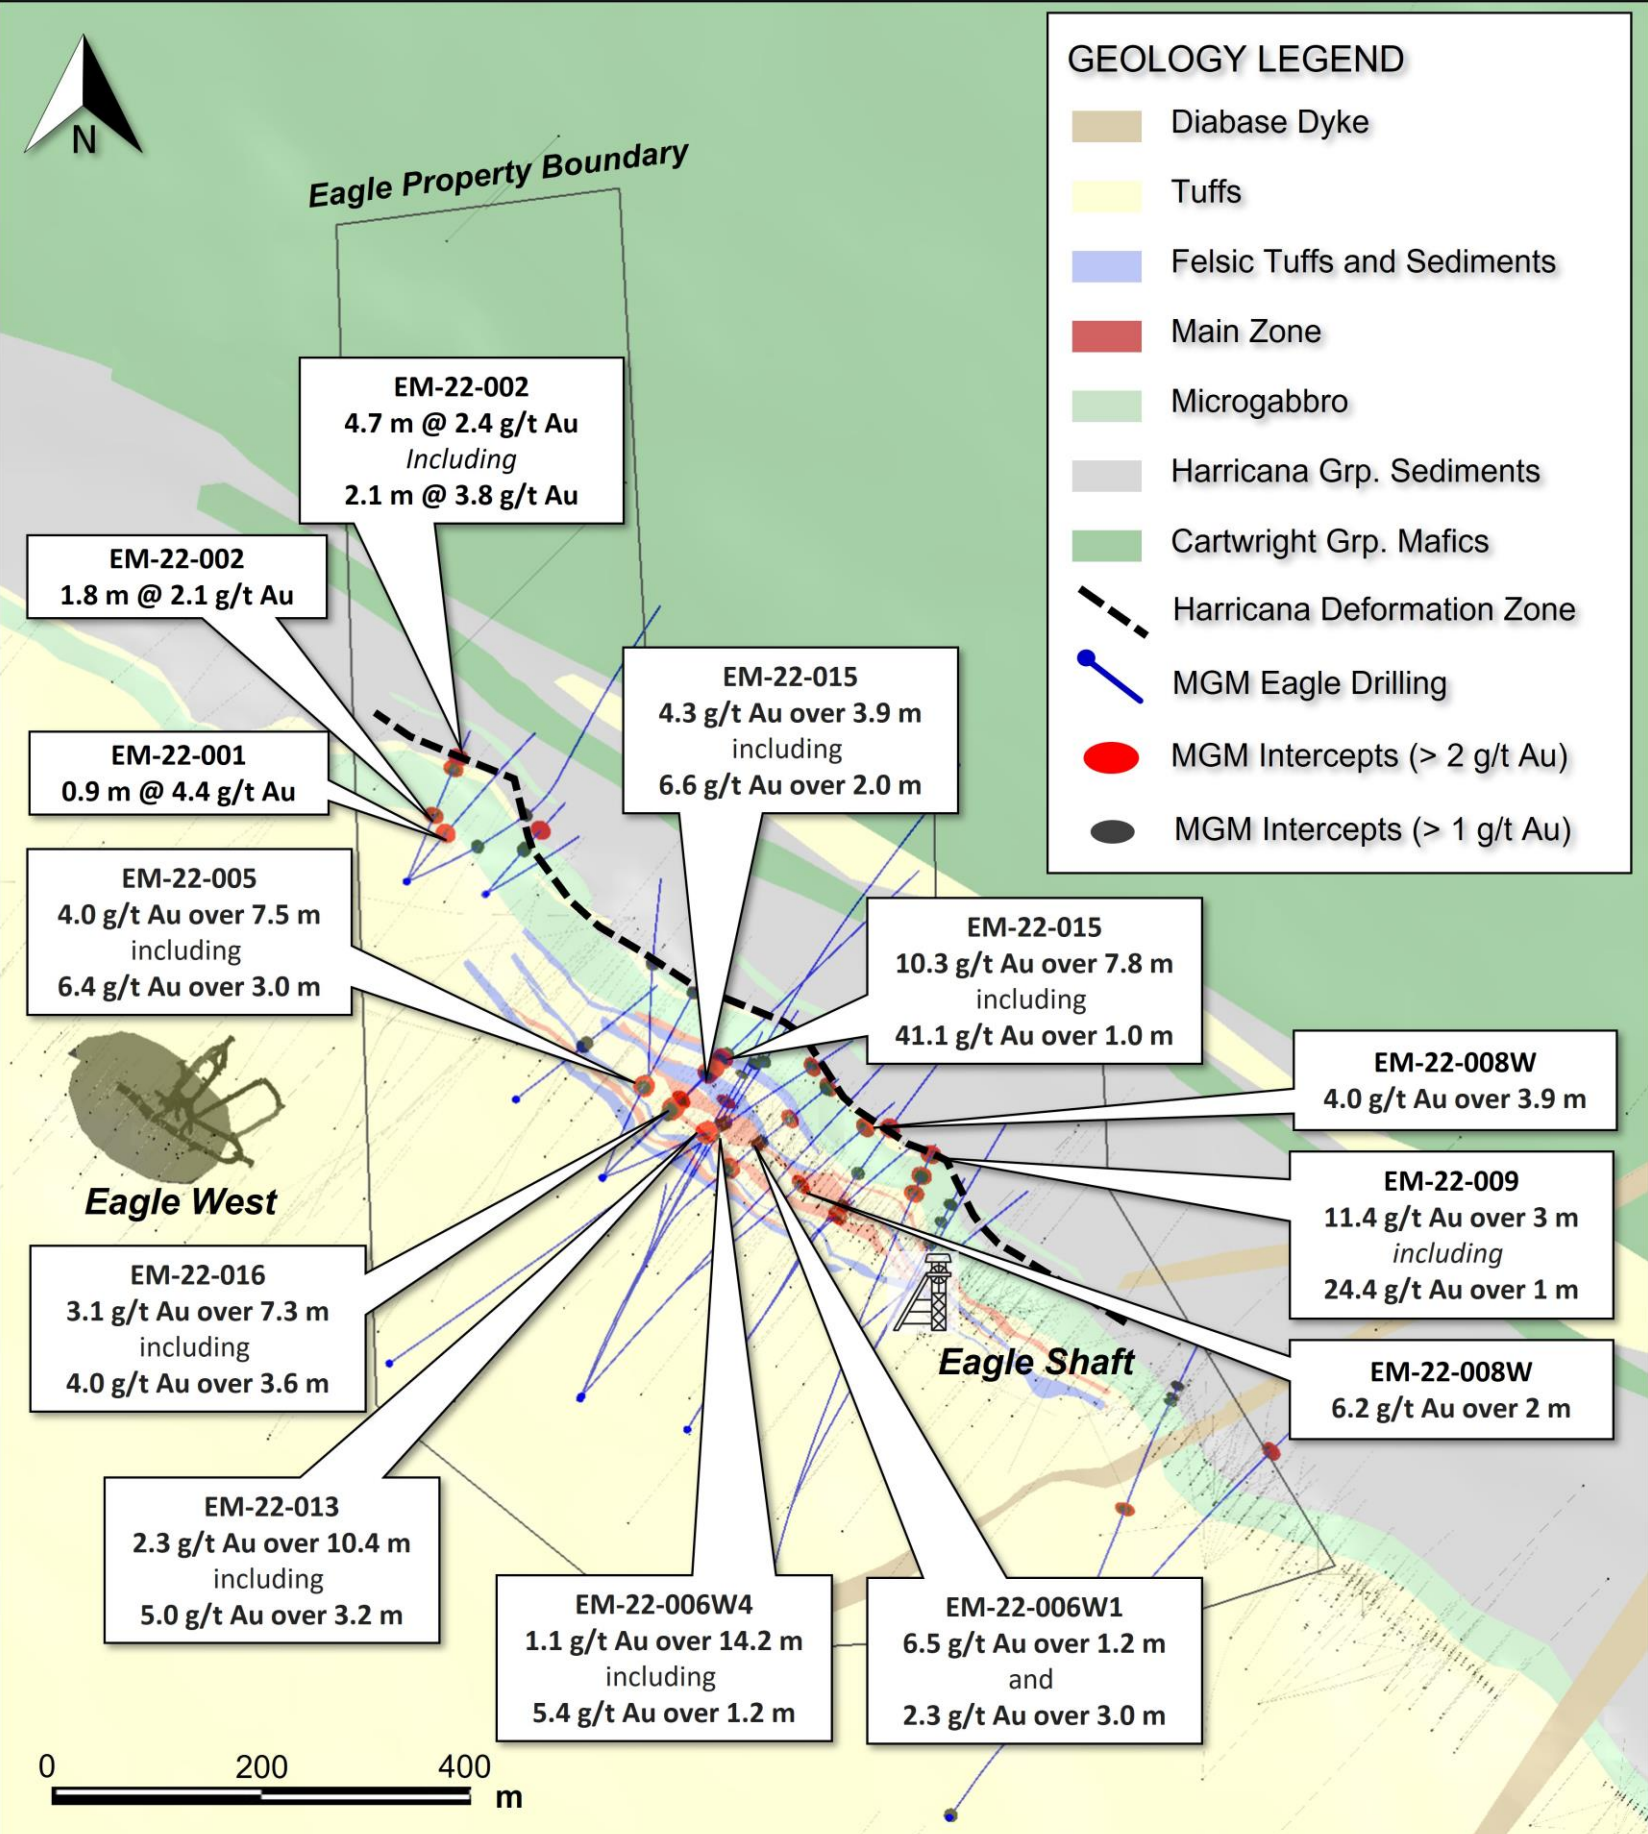 N
Eagle Property Boundary
GEOLOGY LEGEND
Diabase Dyke
Tuffs
Felsic Tuffs and Sediments
Main Zone
Microgabbro
Harricana Grp. Sediments
Cartwright Grp. Mafics
Harricana Deformation Zone
MGM Eagle Drilling
MGM Intercepts (> 2 g/t Au)
MGM Intercepts (> 1 g/t Au)
EM-22-002
4.7 m @ 2.4 g/t Au
Including
2.1 m @ 3.8 g/t Au
EM-22-002
1.8 m @ 2.1 g/t Au
EM-22-001
0.9 m @ 4.4 g/t Au
EM-22-015
4.3 g/t Au over 3.9 m
including
6.6 g/t Au over 2.0 m
EM-22-005
4.0 g/t Au over 7.5 m
including
6.4 g/t Au over 3.0 m
EM-22-015
10.3 g/t Au over 7.8 m
including
41.1 g/t Au over 1.0 m
EM-22-008W
4.0 g/t Au over 3.9 m
EM-22-009
11.4 g/t Au over 3 m
including
24.4 g/t Au over 1 m
Eagle West
EM-22-016
3.1 g/t Au over 7.3 m
including
4.0 g/t Au over 3.6 m
Eagle Shaft
EM-22-008W
6.2 g/t Au over 2 m
EM-22-013
2.3 g/t Au over 10.4 m
including
5.0 g/t Au over 3.2 m
EM-22-006W4
1.1 g/t Au over 14.2 m
including
5.4 g/t Au over 1.2 m
EM-22-006W1
6.5 g/t Au over 1.2 m
and
2.3 g/t Au over 3.0 m
0 200 400
m